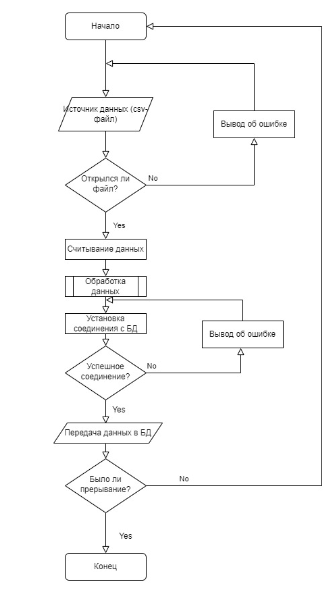 Начало
Источник данных (csv-
файл)
Вывод об ошибке
Открылся ли
файл?
No
Yes
Считывание данных
Обработка
данных
Установка
соединения с БД
Вывод об ошибке
Успешное
соединение?
No
Yes
Передача данных в БД
Было ли
прерывание?
No
Yes
Конец